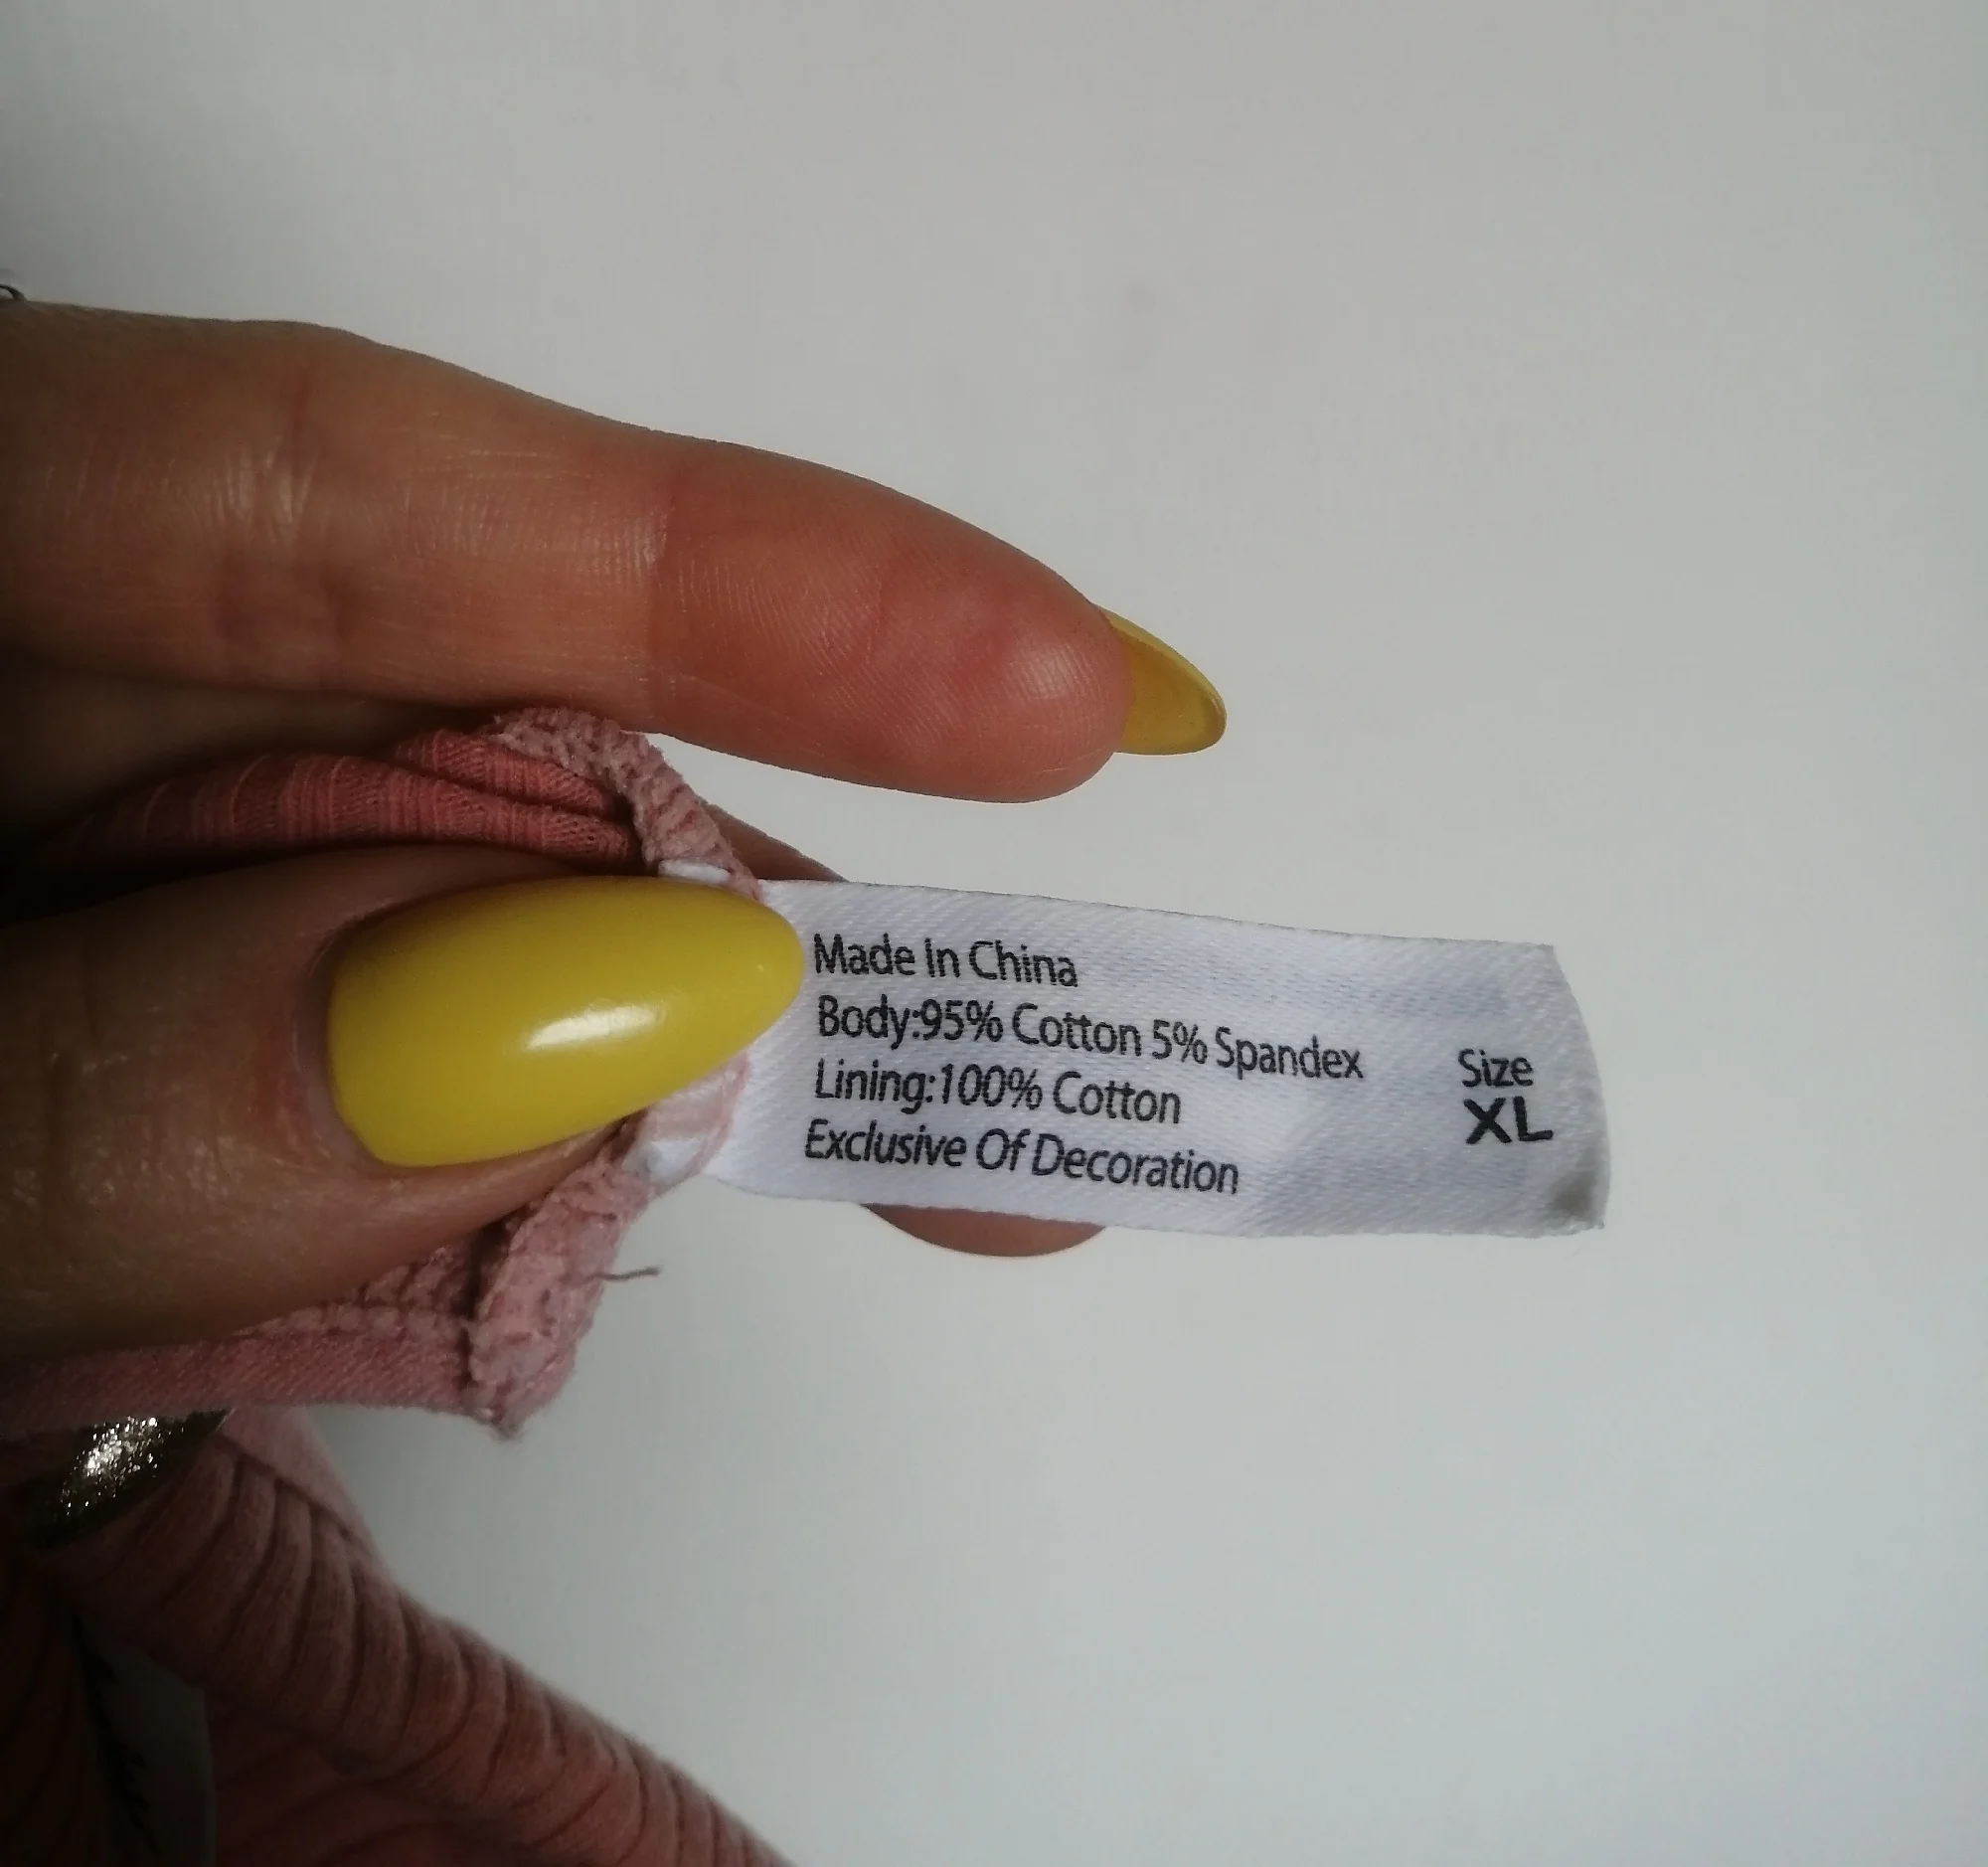 Made In China
Body:95% Cotton 5% Spandex
Lining:100% Cotton
Exclusive Of Decoration
Size
XL